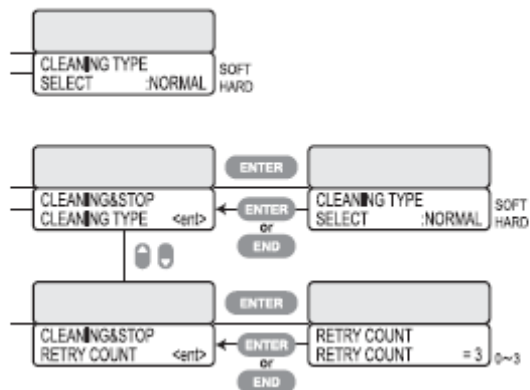 CLEANING TYPE
SELECT :NORMAL
SOFT
HARD
ENTER
CLEANING&STOP
CLEANING TYPE <ent>
ENTER
or
END
CLEANING TYPE
SELECT :NORMAL
SOFT
HARD
ENTER
CLEANING&STOP
RETRY COUNT <ent>
ENTER
or
END
RETRY COUNT
RETRY COUNT = 3
0~3